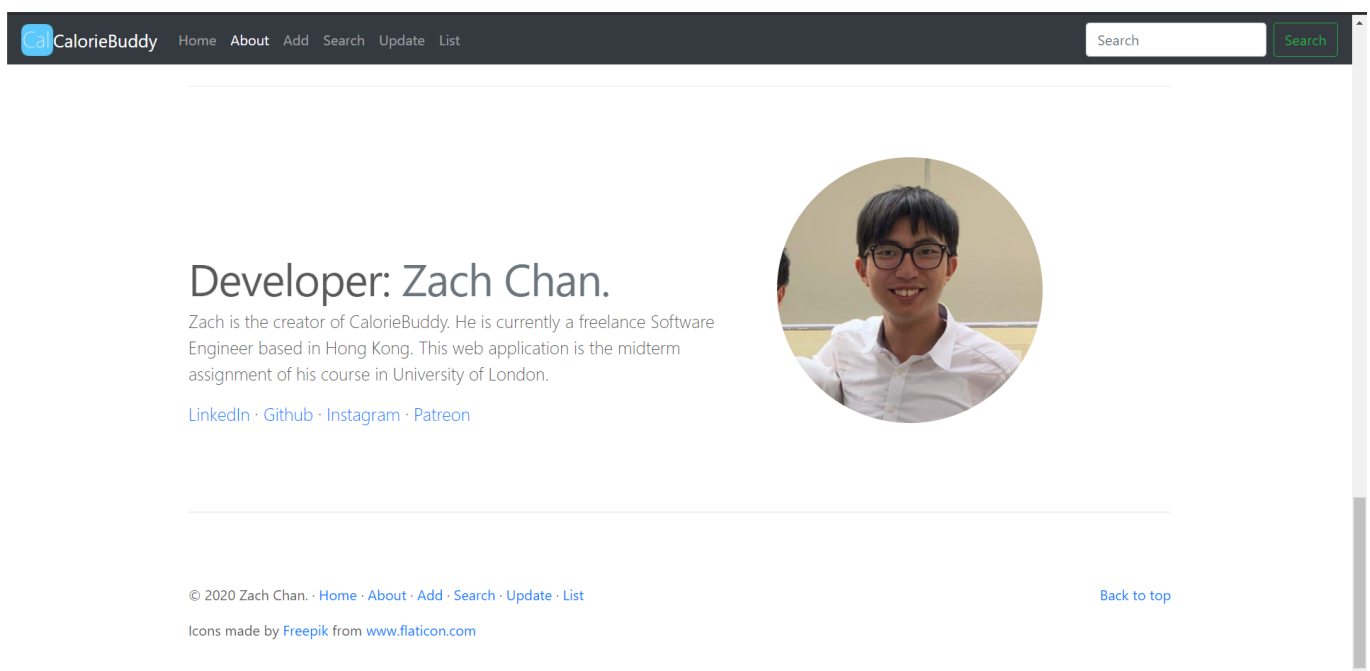 Cal CalorieBuddy Home About Add Search Update List Search Search
Developer: Zach Chan.
Zach is the creator of CalorieBuddy. He is currently a freelance Software
Engineer based in Hong Kong. This web application is the midterm
assignment of his course in University of London.
LinkedIn · Github · Instagram · Patreon
© 2020 Zach Chan. · Home · About · Add · Search · Update · List Back to top
Icons made by Freepik from www.flaticon.com